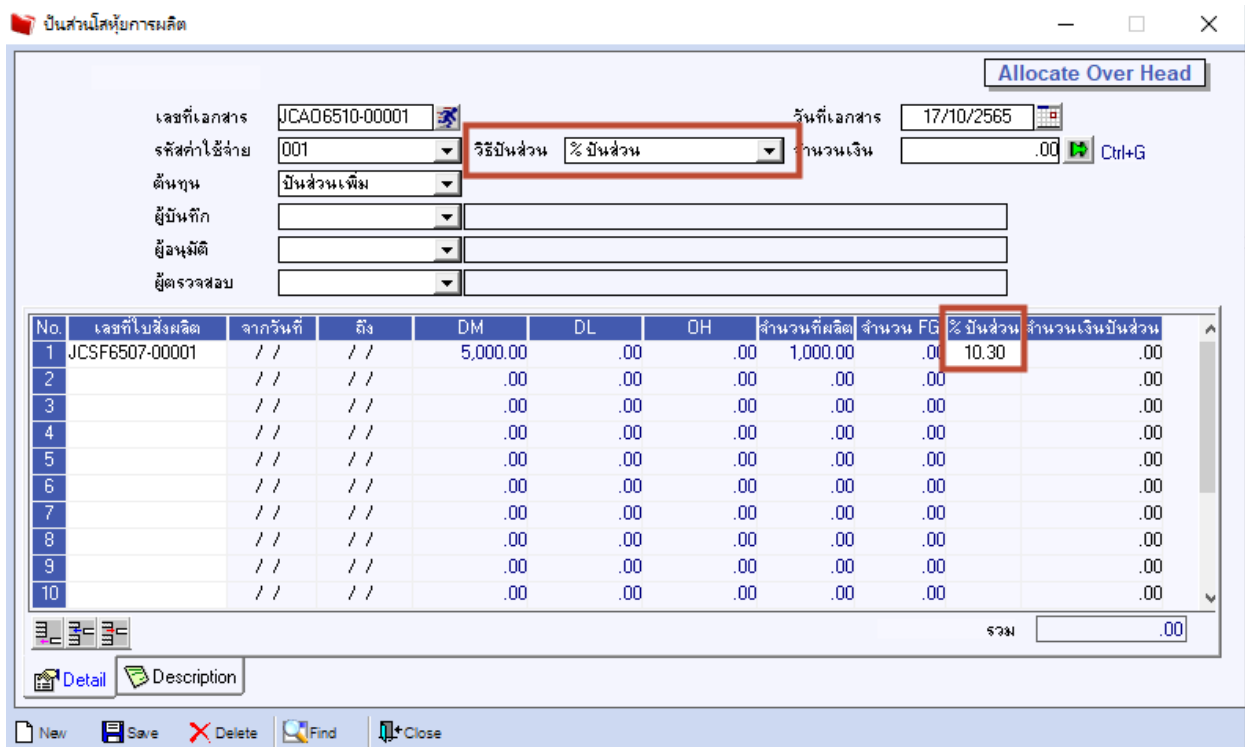 ปันส่วนโสหุ้ยการผลิต
Allocate Over Head
เลขที่เอกสาร JCAO6510-00001 วันที่เอกสาร 17/10/2565
รหัสค่าใช้จ่าย 001 วิธีปันส่วน % ปันส่วน จำนวนเงิน .00 Ctrl+G
ต้นทุน ปันส่วนเพิ่ม
ผู้บันทึก
ผู้อนุมัติ
ผู้ตรวจสอบ
No. เลขที่ใบสั่งผลิต จากวันที่ ถึง DM DL OH จำนวนที่ผลิต จำนวน FG % ปันส่วน จำนวนเงินปันส่วน
1 JCSF6507-00001 / / / / 5,000.00 .00 .00 1,000.00 .00 10.30 .00
2 / / / / .00 .00 .00 .00 .00 .00
3 / / / / .00 .00 .00 .00 .00 .00
4 / / / / .00 .00 .00 .00 .00 .00
5 / / / / .00 .00 .00 .00 .00 .00
6 / / / / .00 .00 .00 .00 .00 .00
7 / / / / .00 .00 .00 .00 .00 .00
8 / / / / .00 .00 .00 .00 .00 .00
9 / / / / .00 .00 .00 .00 .00 .00
10 / / / / .00 .00 .00 .00 .00 .00
รวม .00
Detail Description
New Save Delete Find Close